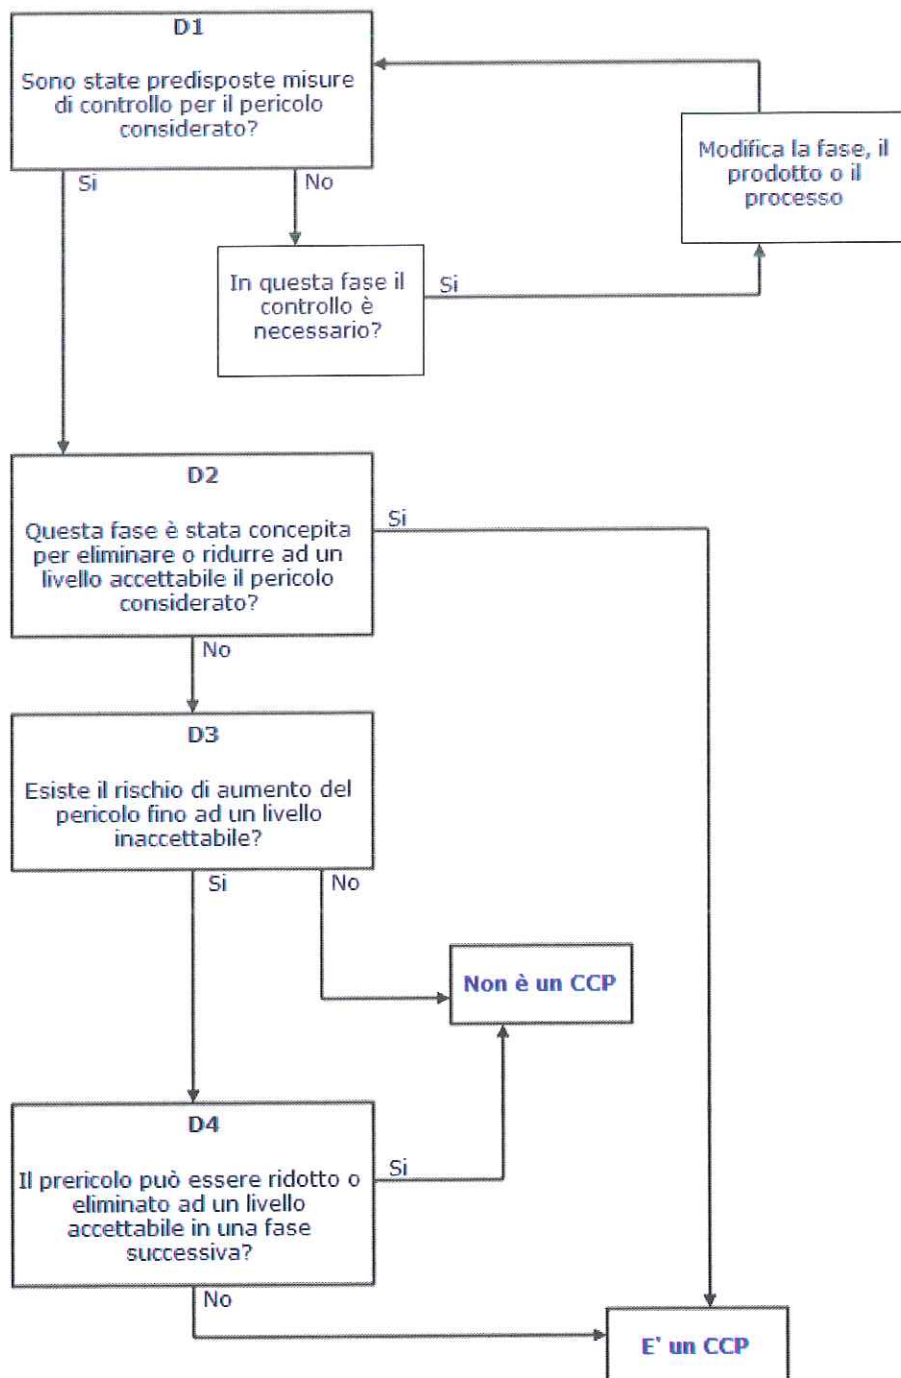 D1
Sono state predisposte misure
di controllo per il pericolo
considerato?
Si
No
Modifica la fase, il
prodotto o il
processo
In questa fase il
controllo è
necessario?
Si
D2
Questa fase è stata concepita
per eliminare o ridurre ad un
livello accettabile il pericolo
considerato?
Si
No
D3
Esiste il rischio di aumento del
pericolo fino ad un livello
inaccettabile?
Si
No
Non è un CCP
D4
Il prericolo può essere ridotto o
eliminato ad un livello
accettabile in una fase
successiva?
Si
No
E' un CCP